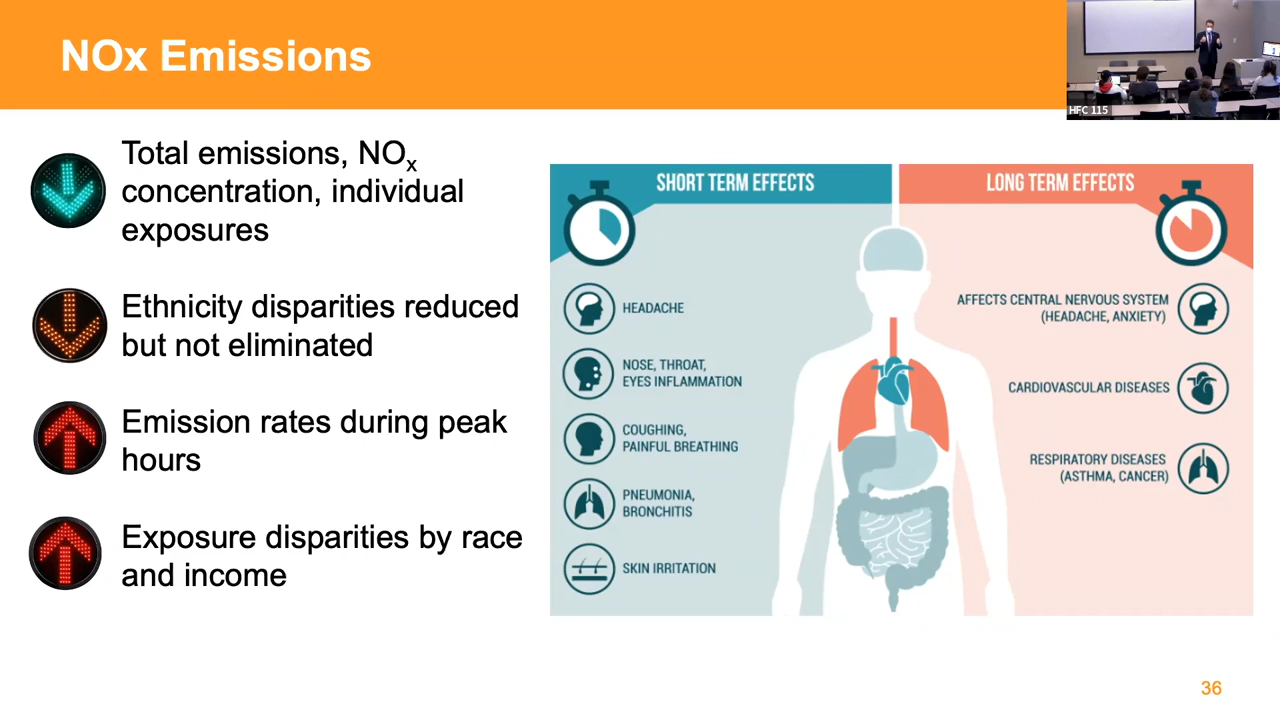 NOx Emissions
HFC 115
Total emissions, NOx
concentration, individual
exposures
Ethnicity disparities reduced
but not eliminated
Emission rates during peak
hours
Exposure disparities by race
and income
SHORT TERM EFFECTS
HEADACHE
NOSE, THROAT,
EYES INFLAMMATION
COUGHING,
PAINFUL BREATHING
PNEUMONIA,
BRONCHITIS
SKIN IRRITATION
LONG TERM EFFECTS
AFFECTS CENTRAL NERVOUS SYSTEM
(HEADACHE, ANXIETY)
CARDIOVASCULAR DISEASES
RESPIRATORY DISEASES
(ASTHMA, CANCER)
36